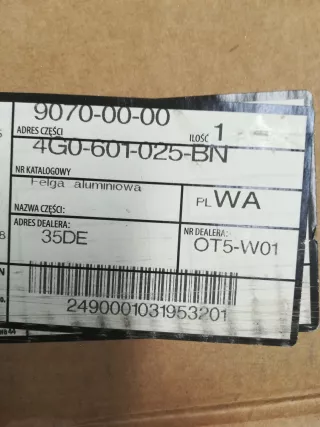 9070-00-00
ADRES CZĘŚCI
ILOŚĆ 1
4G0-601-025-BN
NR KATALOGOWY
Felga aluminiowa
PL WA
NAZWA CZĘŚCI:
ADRES DEALERA:
NR DEALERA:
35DE
OT5-W01
2490001031953201